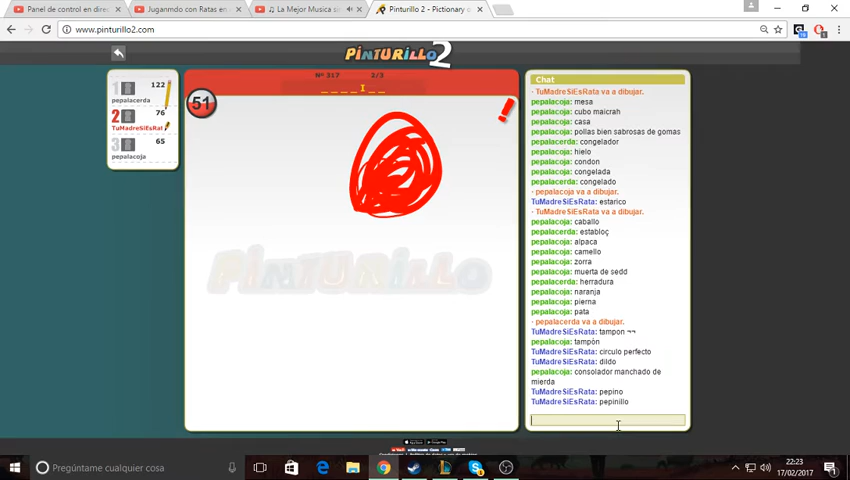 Panel de control en direc
Juganmdo con Ratas en
La Mejor Musica si
Pinturillo 2 - Pictionary o
www.pinturillo2.com
PINTURILLO 2
Nº 317 2/3
_ _ _ _ I _ _
51
!
1 122
pepalacerda
2 76
TuMadreSiEsRat
3 65
pepalacoja
PINTURILLO
Chat
· TuMadreSiEsRata va a dibujar.
pepalacoja: mesa
pepalacoja: cubo maicrah
pepalacoja: casa
pepalacoja: pollas bien sabrosas de gomas
pepalacerda: congelador
pepalacoja: hielo
pepalacoja: condon
pepalacoja: congelada
pepalacerda: congelado
· pepalacoja va a dibujar.
TuMadreSiEsRata: estarico
· TuMadreSiEsRata va a dibujar.
pepalacoja: caballo
pepalacerda: establoç
pepalacoja: alpaca
pepalacoja: camello
pepalacoja: zorra
pepalacoja: muerta de sedd
pepalacerda: herradura
pepalacoja: naranja
pepalacoja: pierna
pepalacoja: pata
· pepalacerda va a dibujar.
TuMadreSiEsRata: tampon ¬¬
pepalacoja: tampón
TuMadreSiEsRata: circulo perfecto
TuMadreSiEsRata: dildo
pepalacoja: consolador manchado de
mierda
TuMadreSiEsRata: pepino
TuMadreSiEsRata: pepinillo
Pregúntame cualquier cosa
22:23
17/02/2017